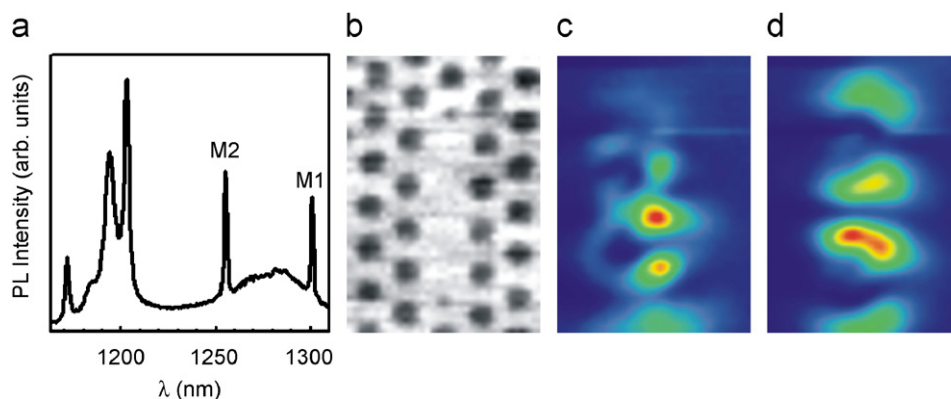 a
b
c
d
PL Intensity (arb. units)
M2
M1
1200
1250
1300
λ (nm)